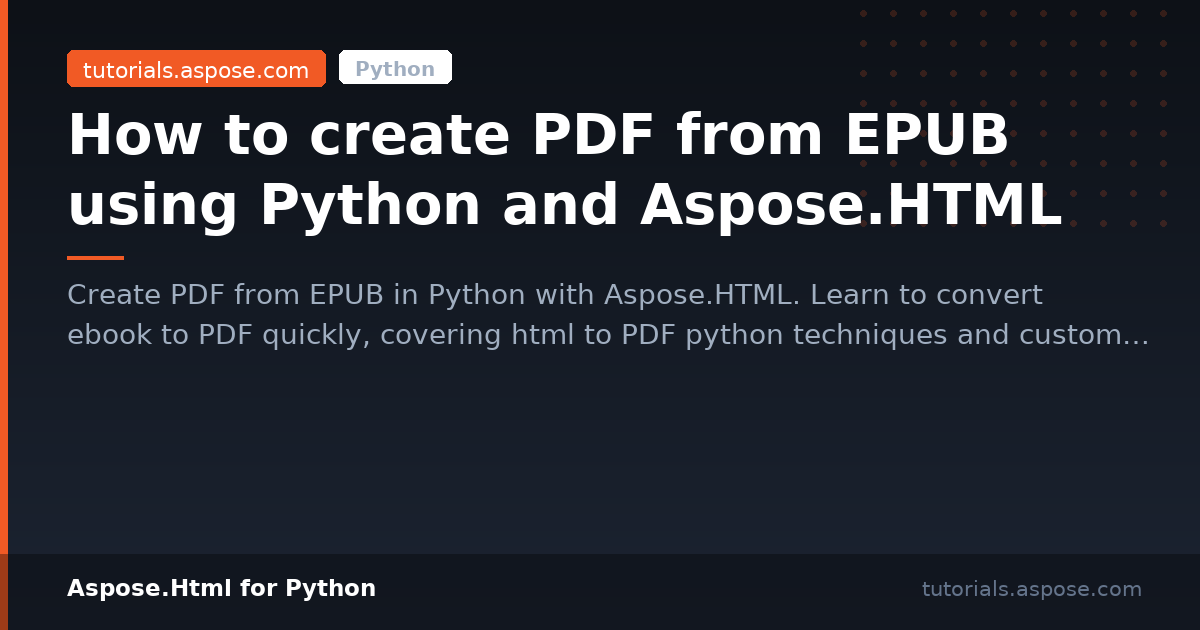 tutorials.aspose.com
Python
How to create PDF from EPUB
using Python and Aspose.HTML
Create PDF from EPUB in Python with Aspose.HTML. Learn to convert
ebook to PDF quickly, covering html to PDF python techniques and custom…
Aspose.Html for Python
tutorials.aspose.com